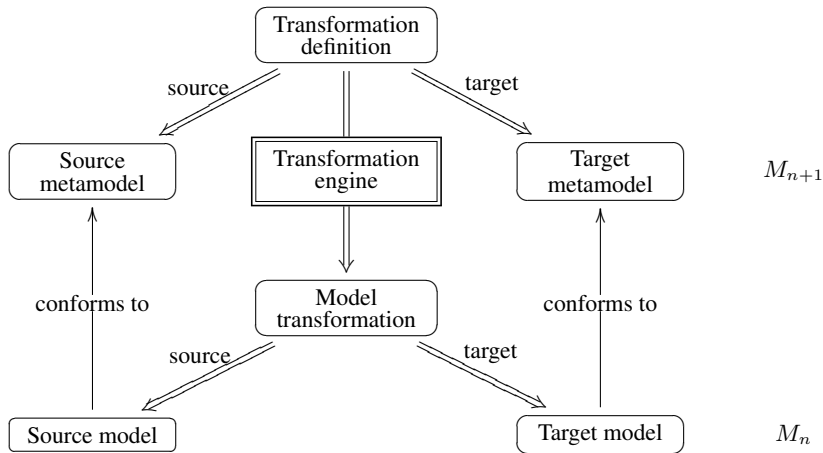 Transformation
definition
source
target
Source
metamodel
Transformation
engine
Target
metamodel
M_{n+1}
conforms to
Model
transformation
conforms to
source
target
Source model
Target model
M_n